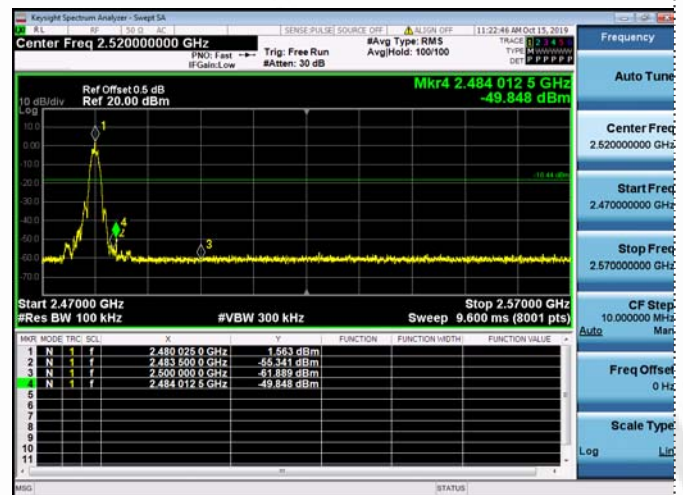 Keysight Spectrum Analyzer - Swept SA
RL RF 50 Ω AC SENSE:PULSE SOURCE OFF ALIGN OFF 11:22:46 AM Oct 15, 2019
Center Freq 2.520000000 GHz
PNO: Fast
IFGain:Low
Trig: Free Run
#Atten: 30 dB
#Avg Type: RMS
Avg|Hold: 100/100
TRACE 1 2 3 4 5 6
TYPE M W W W W W
DET P P P P P P
Ref Offset 0.5 dB
10 dB/div Ref 20.00 dBm
Log
Mkr4 2.484 012 5 GHz
-49.848 dBm
10.0
0.00
-10.0
-20.0
-30.0
-40.0
-50.0
-60.0
-70.0
1
4
2
3
-18.44 dBm
Start 2.47000 GHz Stop 2.57000 GHz
#Res BW 100 kHz #VBW 300 kHz Sweep 9.600 ms (8001 pts)
MKR MODE TRC SCL X Y FUNCTION FUNCTION WIDTH FUNCTION VALUE
1 N 1 f 2.480 025 0 GHz 1.563 dBm
2 N 1 f 2.483 500 0 GHz -55.341 dBm
3 N 1 f 2.500 000 0 GHz -61.889 dBm
4 N 1 f 2.484 012 5 GHz -49.848 dBm
5
6
7
8
9
10
11
MSG STATUS
Frequency
Auto Tune
Center Freq
2.520000000 GHz
Start Freq
2.470000000 GHz
Stop Freq
2.570000000 GHz
CF Step
10.000000 MHz
Auto Man
Freq Offset
0 Hz
Scale Type
Log Lin